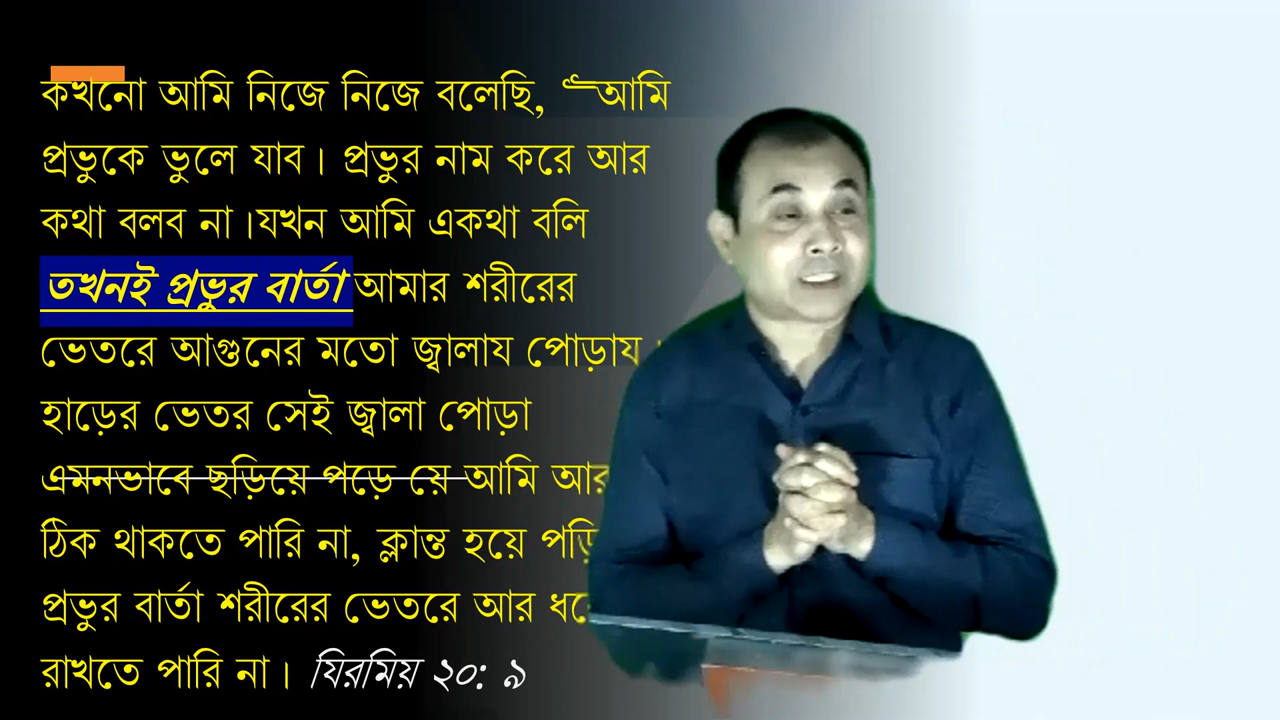 কখনো আমি নিজে নিজে বলেছি, “আমি
প্রভুকে ভুলে যাব। প্রভুর নাম করে আর
কথা বলব না।যখন আমি একথা বলি
তখনই প্রভুর বার্তা আমার শরীরের
ভেতরে আগুনের মতো জ্বালায পোড়ায
হাড়ের ভেতর সেই জ্বালা পোড়া
এমনভাবে ছড়িয়ে পড়ে য়ে আমি আর
ঠিক থাকতে পারি না, ক্লান্ত হয়ে পড়ি
প্রভুর বার্তা শরীরের ভেতরে আর
রাখতে পারি না। যিরমিয় ২০: ৯